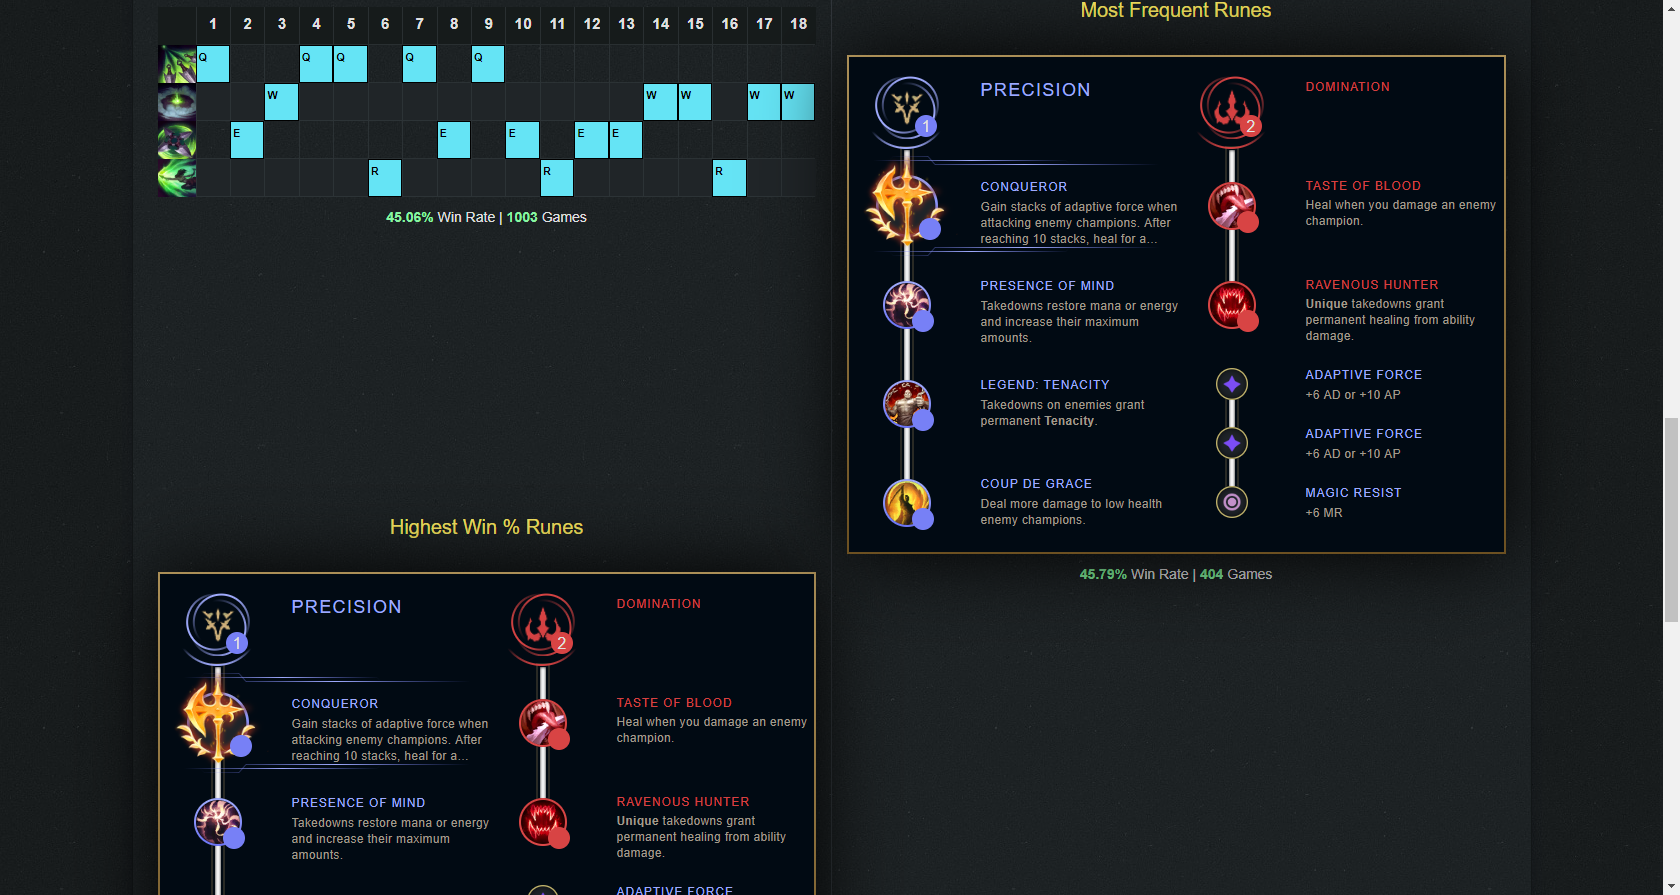 1 2 3 4 5 6 7 8 9 10 11 12 13 14 15 16 17 18
Q Q Q Q Q
W W W W W
E E E E E
R R R
45.06% Win Rate | 1003 Games
Highest Win % Runes
1
PRECISION
2
DOMINATION
CONQUEROR
Gain stacks of adaptive force when
attacking enemy champions. After
reaching 10 stacks, heal for a...
TASTE OF BLOOD
Heal when you damage an enemy
champion.
PRESENCE OF MIND
Takedowns restore mana or energy
and increase their maximum
amounts.
RAVENOUS HUNTER
Unique takedowns grant
permanent healing from ability
damage.
ADAPTIVE FORCE
Most Frequent Runes
1
PRECISION
2
DOMINATION
CONQUEROR
Gain stacks of adaptive force when
attacking enemy champions. After
reaching 10 stacks, heal for a...
PRESENCE OF MIND
Takedowns restore mana or energy
and increase their maximum
amounts.
LEGEND: TENACITY
Takedowns on enemies grant
permanent Tenacity.
COUP DE GRACE
Deal more damage to low health
enemy champions.
TASTE OF BLOOD
Heal when you damage an enemy
champion.
RAVENOUS HUNTER
Unique takedowns grant
permanent healing from ability
damage.
ADAPTIVE FORCE
+6 AD or +10 AP
ADAPTIVE FORCE
+6 AD or +10 AP
MAGIC RESIST
+6 MR
45.79% Win Rate | 404 Games